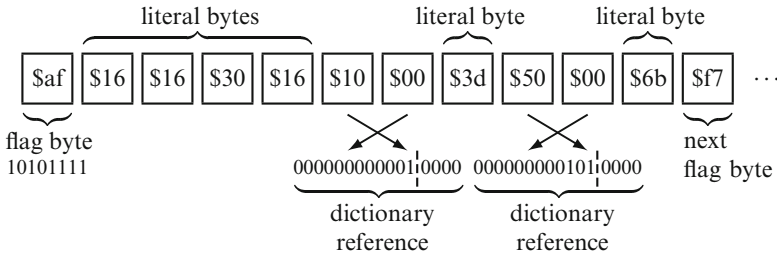 literal bytes literal byte literal byte
$af $16 $16 $30 $16 $10 $00 $3d $50 $00 $6b $f7 ...
flag byte
10101111
next
flag byte
000000000001 0000 000000000101 0000
dictionary
reference
dictionary
reference